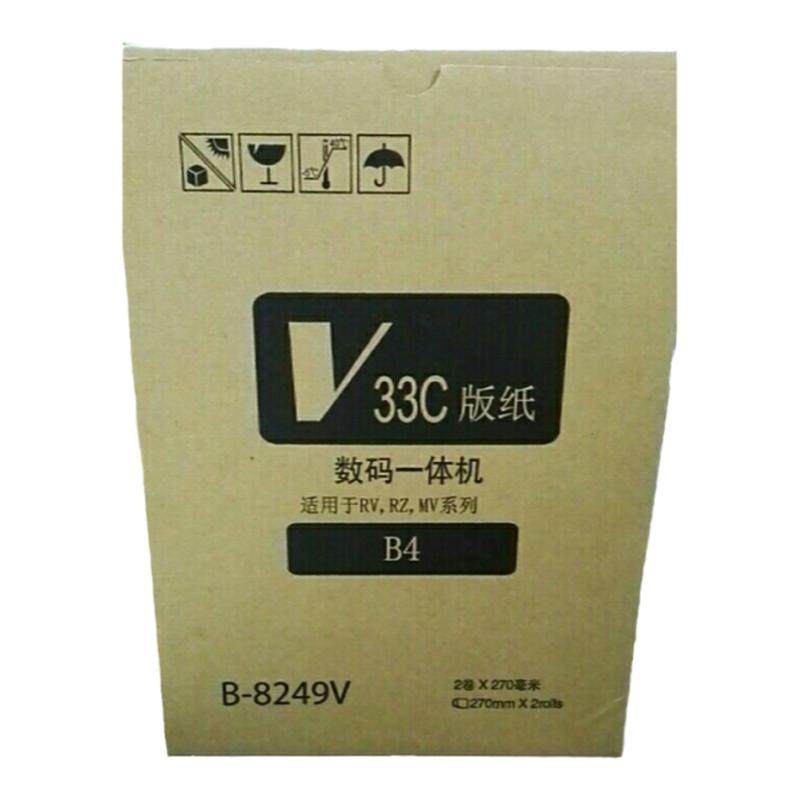 V 33C 版纸
数码一体机
适用于RV,RZ,MV系列
B4
B-8249V
2卷 X 270毫米
270mm X 2rolls